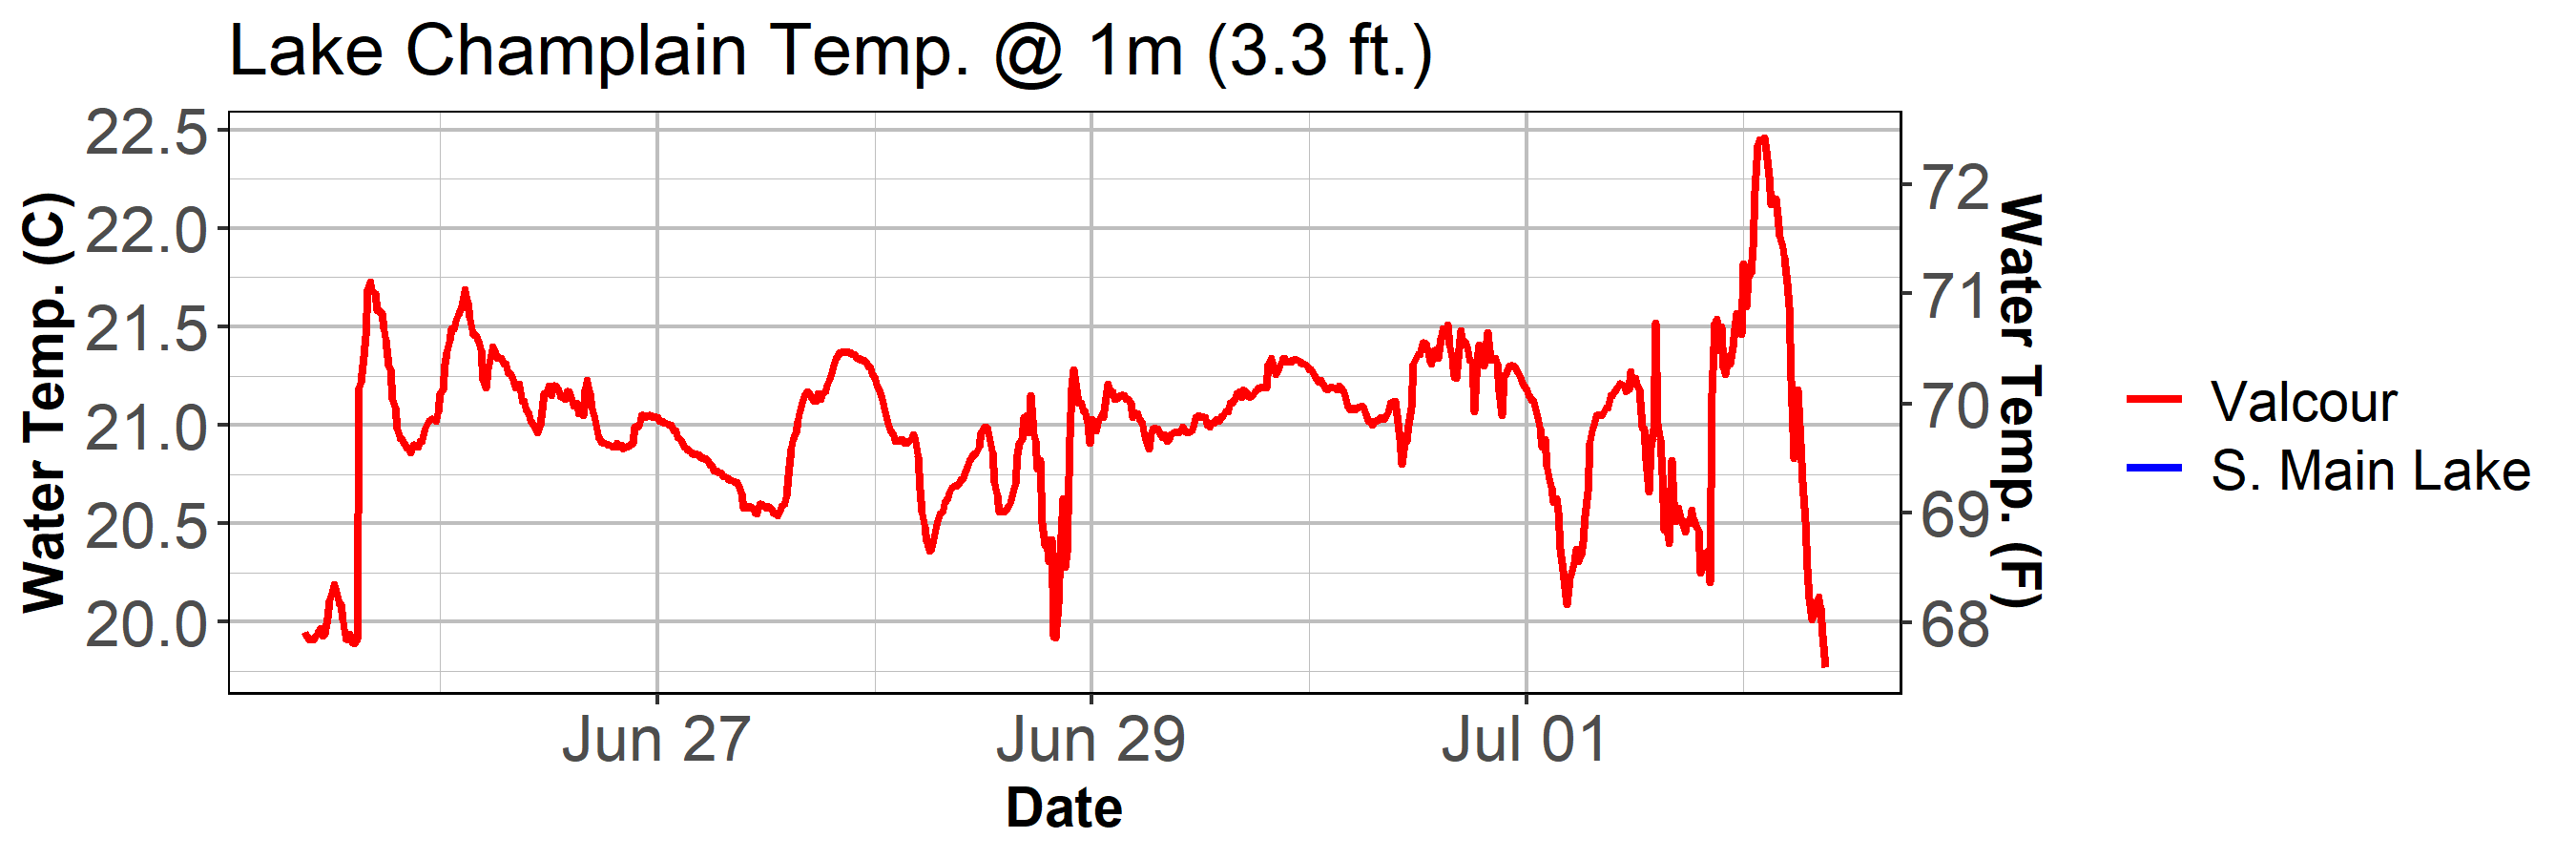 Lake Champlain Temp. @ 1m (3.3 ft.)
Water Temp. (C)
22.5
22.0
21.5
21.0
20.5
20.0
72
71
70
69
68
Water Temp. (F)
Jun 27
Jun 29
Jul 01
Date
Valcour
S. Main Lake